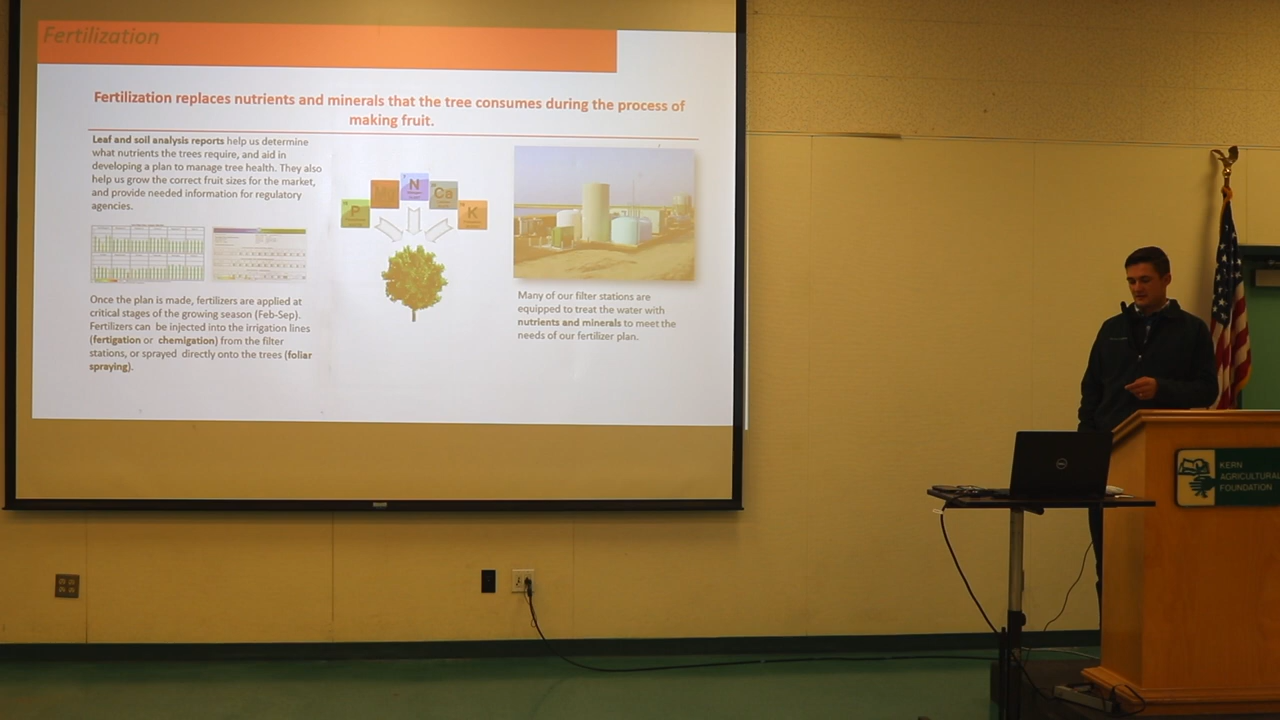 Fertilization
Fertilization replaces nutrients and minerals that the tree consumes during the process of
making fruit.
Leaf and soil analysis reports help us determine
what nutrients the trees require, and aid in
developing a plan to manage tree health. They also
help us grow the correct fruit sizes for the market,
and provide needed information for regulatory
agencies.
P
Mg
N
Ca
K
Once the plan is made, fertilizers are applied at
critical stages of the growing season (Feb-Sep).
Fertilizers can be injected into the irrigation lines
(fertigation or chemigation) from the filter
stations, or sprayed directly onto the trees (foliar
spraying).
Many of our filter stations are
equipped to treat the water with
nutrients and minerals to meet the
needs of our fertilizer plan.
DELL
KERN
AGRICULTURAL
FOUNDATION